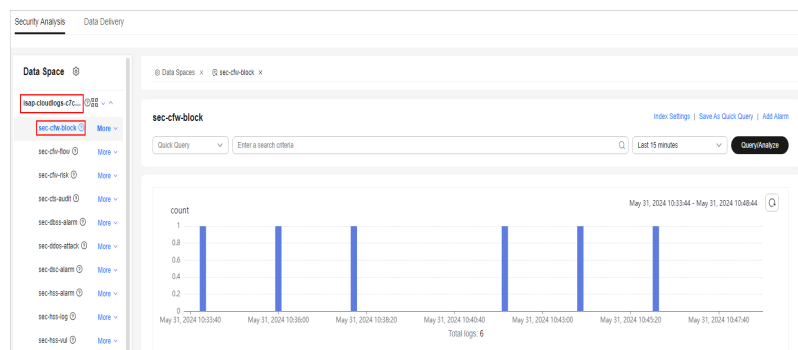 Security Analysis Data Delivery
Data Space
isap-cloudlogs-c7c...
sec-cfw-block More
sec-cfw-flow More
sec-cfw-risk More
sec-cts-audit More
sec-dbss-alarm More
sec-ddos-attack More
sec-dsc-alarm More
sec-hss-alarm More
sec-hss-log More
sec-hss-vul More
Data Spaces × sec-cfw-block ×
sec-cfw-block
Index Settings | Save As Quick Query | Add Alarm
Quick Query Enter a search criteria Last 15 minutes Query/Analyze
May 31, 2024 10:33:44 - May 31, 2024 10:48:44
count
1
0.8
0.6
0.4
0.2
0
May 31, 2024 10:33:40 May 31, 2024 10:36:00 May 31, 2024 10:38:20 May 31, 2024 10:40:40 May 31, 2024 10:43:00 May 31, 2024 10:45:20 May 31, 2024 10:47:40
Total logs: 6